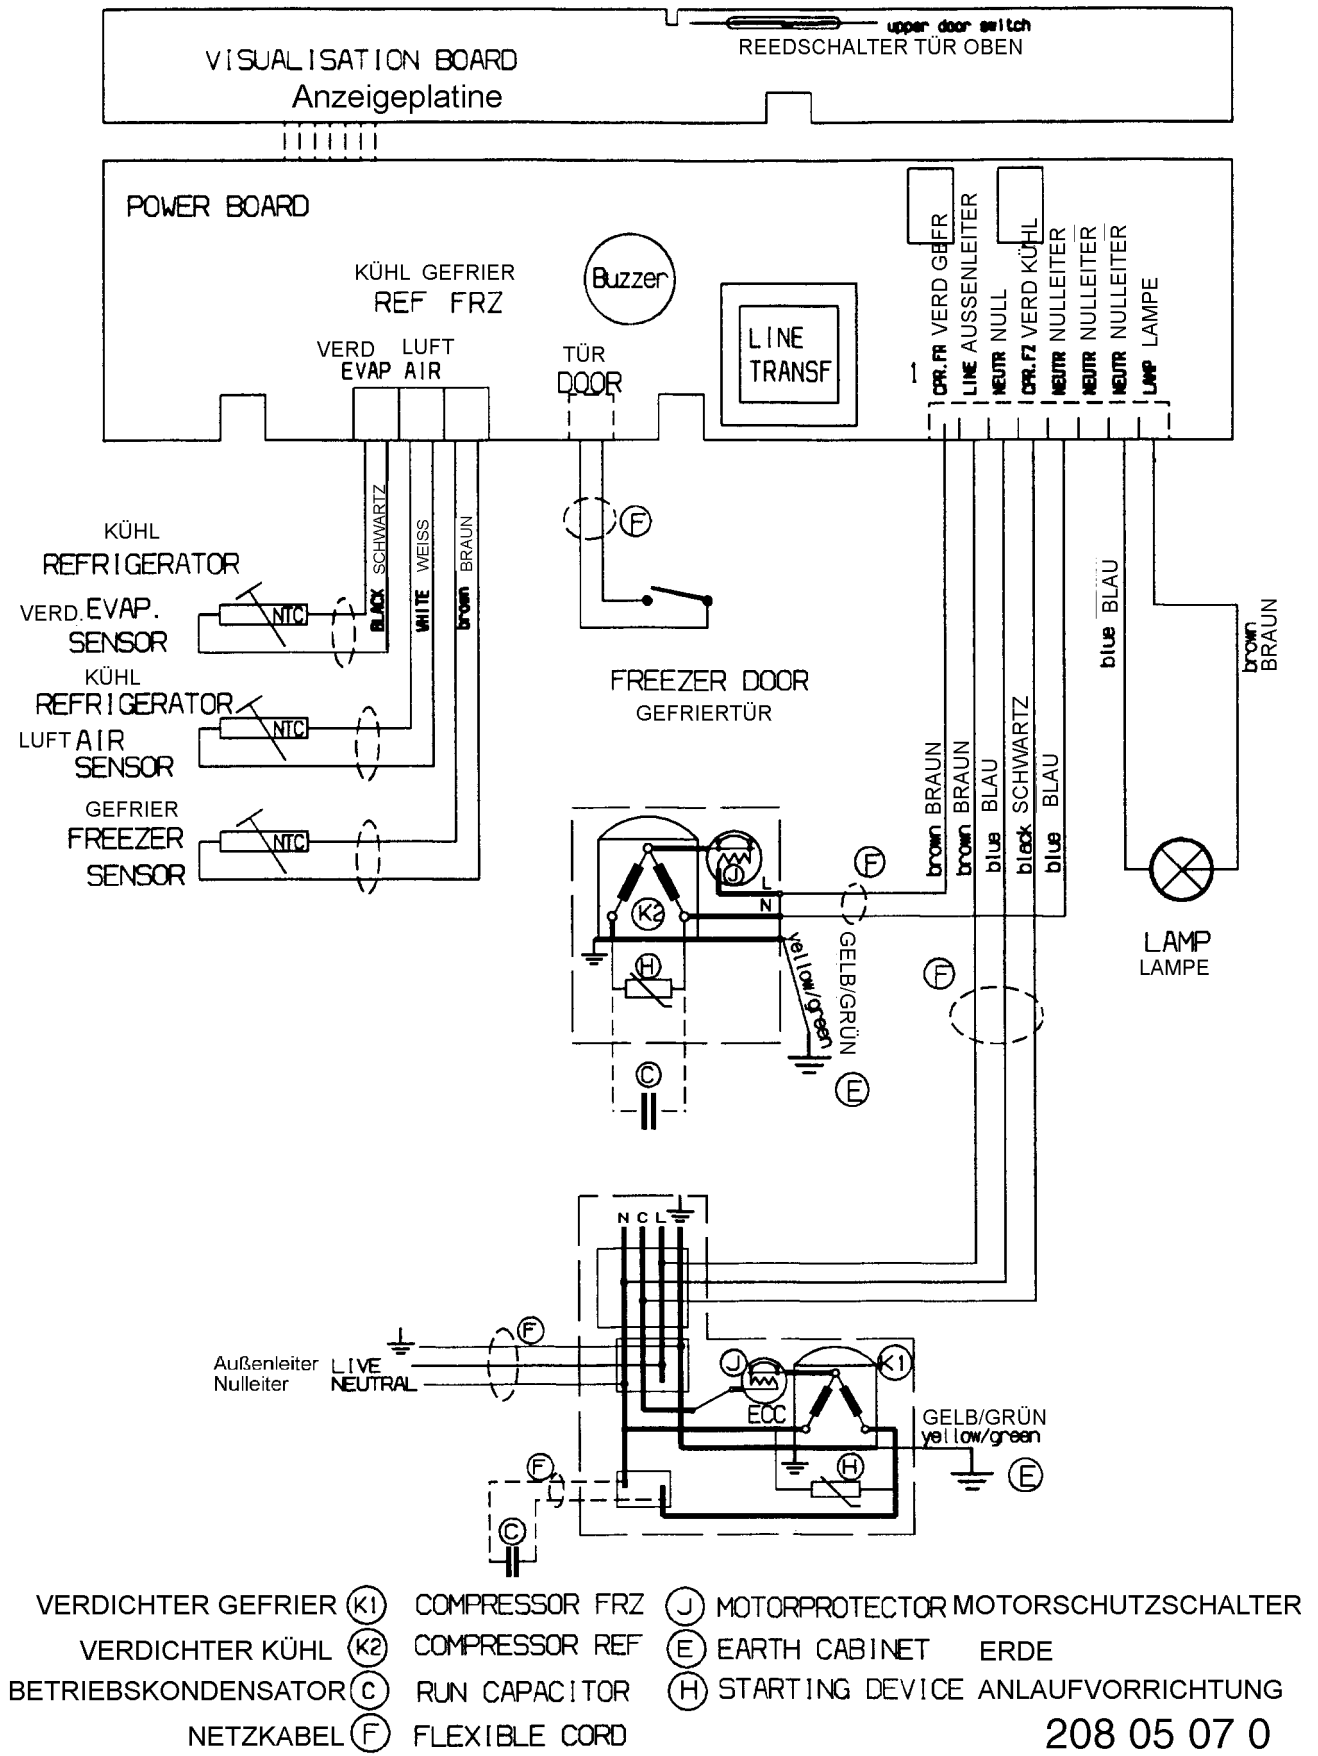 upper door switch
REEDSCHALTER TÜR OBEN
VISUALISATION BOARD
Anzeigeplatine
POWER BOARD
KÜHL GEFRIER
REF FRZ
VERD LUFT
EVAP AIR
Buzzer
TÜR
DOOR
LINE
TRANSF
1
CPR.FR VERD GEFR
LINE AUSSENLEITER
NEUTR NULL
CPR.FZ VERD KÜHL
NEUTR NULLEITER
NEUTR NULLEITER
NEUTR NULLEITER
LAMP LAMPE
BLACK SCHWARTZ
WHITE WEISS
brown BRAUN
F
KÜHL
REFRIGERATOR
VERD. EVAP.
SENSOR
NTC
KÜHL
REFRIGERATOR
LUFT AIR
SENSOR
NTC
GEFRIER
FREEZER
SENSOR
NTC
FREEZER DOOR
GEFRIERTÜR
blue BLAU
brown BRAUN
brown BRAUN
brown BRAUN
blue BLAU
black SCHWARTZ
blue BLAU
LAMP
LAMPE
J
K2
L
N
F
H
yellow/green
GELB/GRÜN
F
C
E
N C L
F
Außenleiter LIVE
Nulleiter NEUTRAL
J
K1
ECC
GELB/GRÜN
yellow/green
F
H
E
C
VERDICHTER GEFRIER K1 COMPRESSOR FRZ J MOTORPROTECTOR MOTORSCHUTZSCHALTER
VERDICHTER KÜHL K2 COMPRESSOR REF E EARTH CABINET ERDE
BETRIEBSKONDENSATOR C RUN CAPACITOR H STARTING DEVICE ANLAUFVORRICHTUNG
NETZKABEL F FLEXIBLE CORD
208 05 07 0